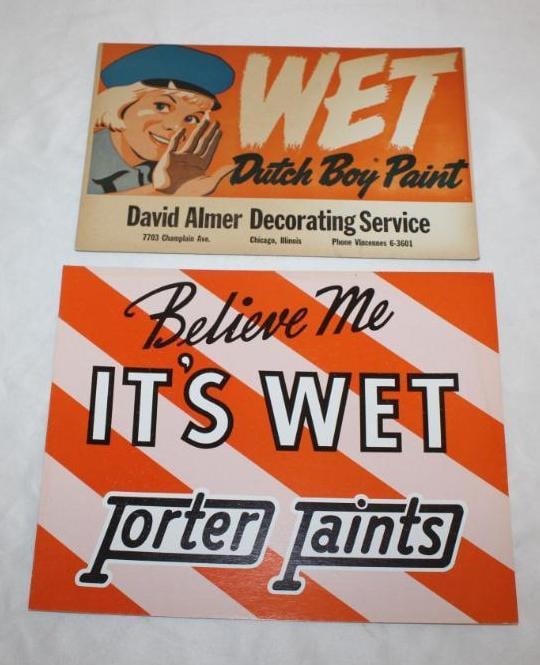 WET
Dutch Boy Paint
David Almer Decorating Service
7703 Champlain Ave. Chicago, Illinois Phone Vincennes 6-3601
Believe Me
IT'S WET
Porter Paints